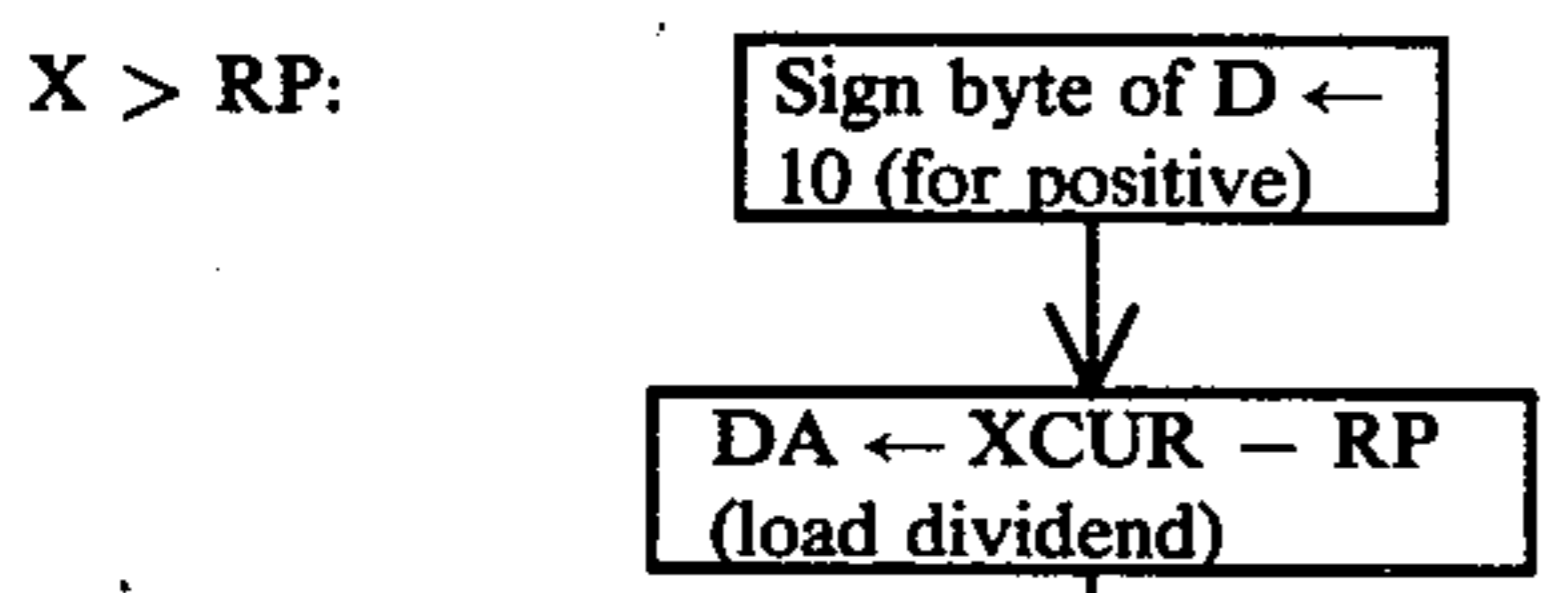 X > RP:
Sign byte of D ←
10 (for positive)
DA ← XCUR – RP
(load dividend)